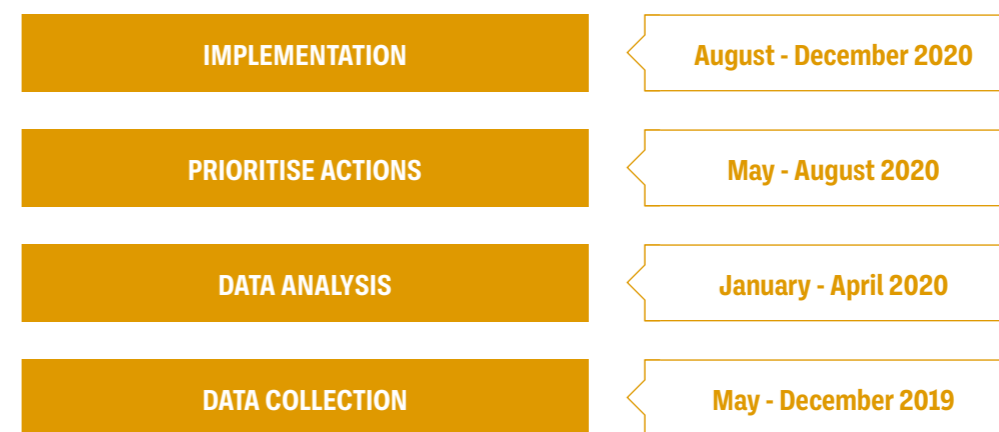 IMPLEMENTATION
August - December 2020
PRIORITISE ACTIONS
May - August 2020
DATA ANALYSIS
January - April 2020
DATA COLLECTION
May - December 2019